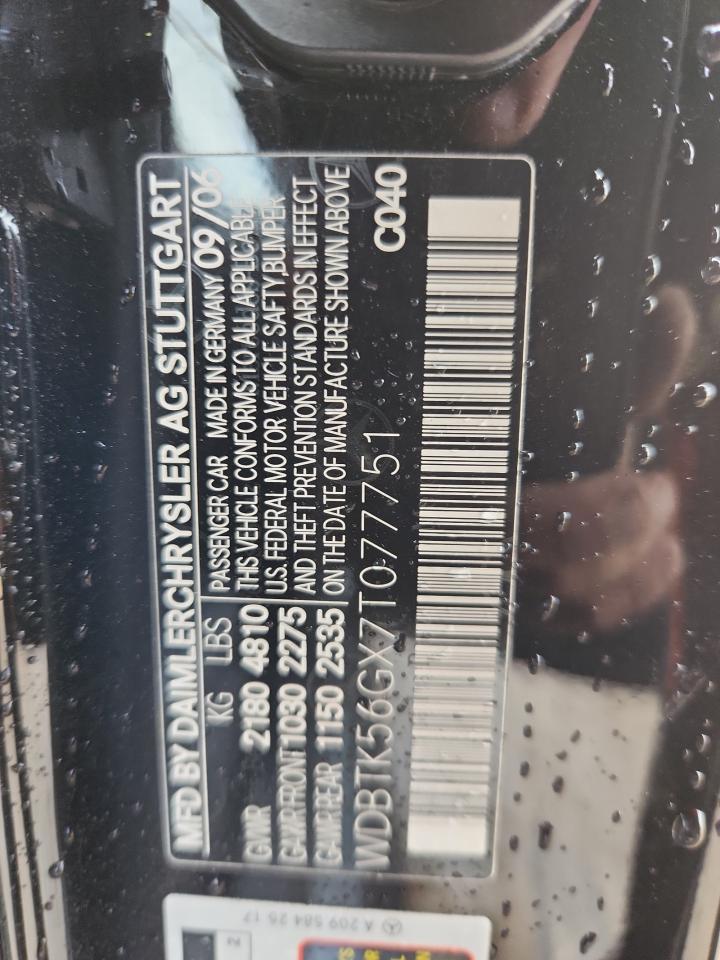 MFD BY DAIMLERCHRYSLER AG STUTTGART
KG LBS
GVWR 2180 4810
GAWR FRONT 1030 2275
GAWR REAR 1150 2535
PASSENGER CAR MADE IN GERMANY 09/06
THIS VEHICLE CONFORMS TO ALL APPLICABLE
U.S. FEDERAL MOTOR VEHICLE SAFTY,BUMPER
AND THEFT PREVENTION STANDARDS IN EFFECT
ON THE DATE OF MANUFACTURE SHOWN ABOVE
WDBTK56GX7T077751 C040
A 209 584 25 17